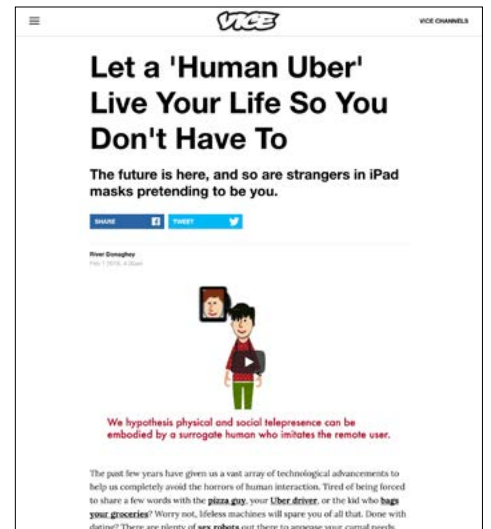 VICE
VICE CHANNELS
Let a 'Human Uber'
Live Your Life So You
Don't Have To
The future is here, and so are strangers in iPad
masks pretending to be you.
SHARE
TWEET
River Donaghey
Feb 1 2018,
We hypothesis physical and social telepresence can be
embodied by a surrogate human who imitates the remote user.
The past few years have given us a vast array of technological advancements to
help us completely avoid the horrors of human interaction. Tired of being forced
to share a few words with the pizza guy, your Uber driver, or the kid who bags
your groceries? Worry not, lifeless machines will spare you of all that. Done with
dating? There are plenty of sex robots out there to appease your carnal needs.